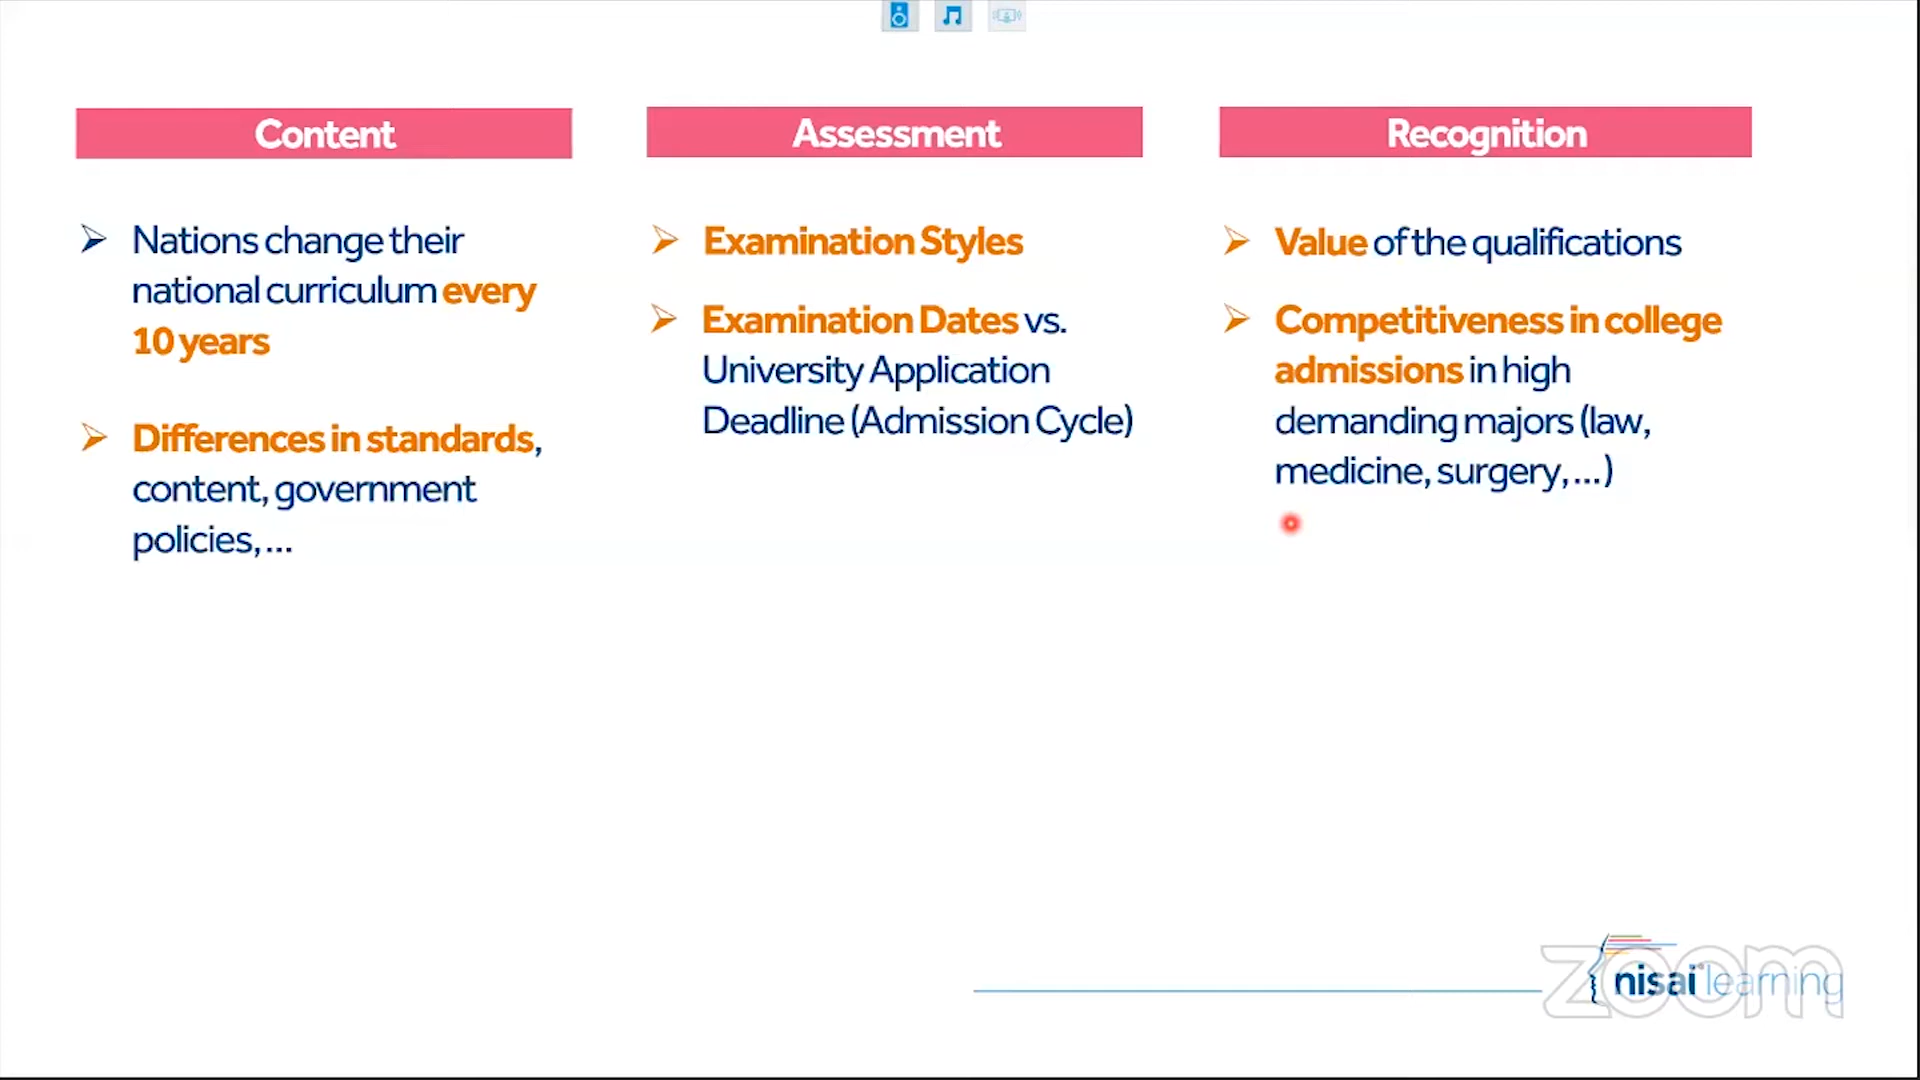 Content
Nations change their
national curriculum every
10 years
Differences in standards,
content, government
policies, ...
Assessment
Examination Styles
Examination Dates vs.
University Application
Deadline (Admission Cycle)
Recognition
Value of the qualifications
Competitiveness in college
admissions in high
demanding majors (law,
medicine, surgery, ...)
nisai learning
zoom